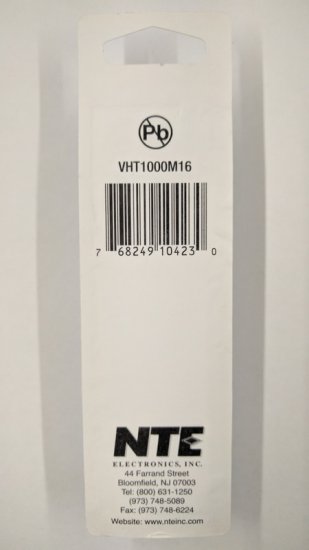 Pb
VHT1000M16
7 68249 10423 0
NTE
ELECTRONICS, INC.
44 Farrand Street
Bloomfield, NJ 07003
Tel: (800) 631-1250
(973) 748-5089
Fax: (973) 748-6224
Website: www.nteinc.com